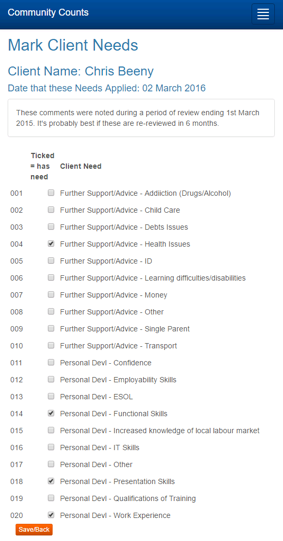 Community Counts
Mark Client Needs
Client Name: Chris Beeny
Date that these Needs Applied: 02 March 2016
These comments were noted during a period of review ending 1st March
2015. It's probably best if these are re-reviewed in 6 months.
Ticked
= has
need
Client Need
001 Further Support/Advice - Addiction (Drugs/Alcohol)
002 Further Support/Advice - Child Care
003 Further Support/Advice - Debts Issues
004 Further Support/Advice - Health Issues
005 Further Support/Advice - ID
006 Further Support/Advice - Learning difficulties/disabilities
007 Further Support/Advice - Money
008 Further Support/Advice - Other
009 Further Support/Advice - Single Parent
010 Further Support/Advice - Transport
011 Personal Devl - Confidence
012 Personal Devl - Employability Skills
013 Personal Devl - ESOL
014 Personal Devl - Functional Skills
015 Personal Devl - Increased knowledge of local labour market
016 Personal Devl - IT Skills
017 Personal Devl - Other
018 Personal Devl - Presentation Skills
019 Personal Devl - Qualifications of Training
020 Personal Devl - Work Experience
Save/Back